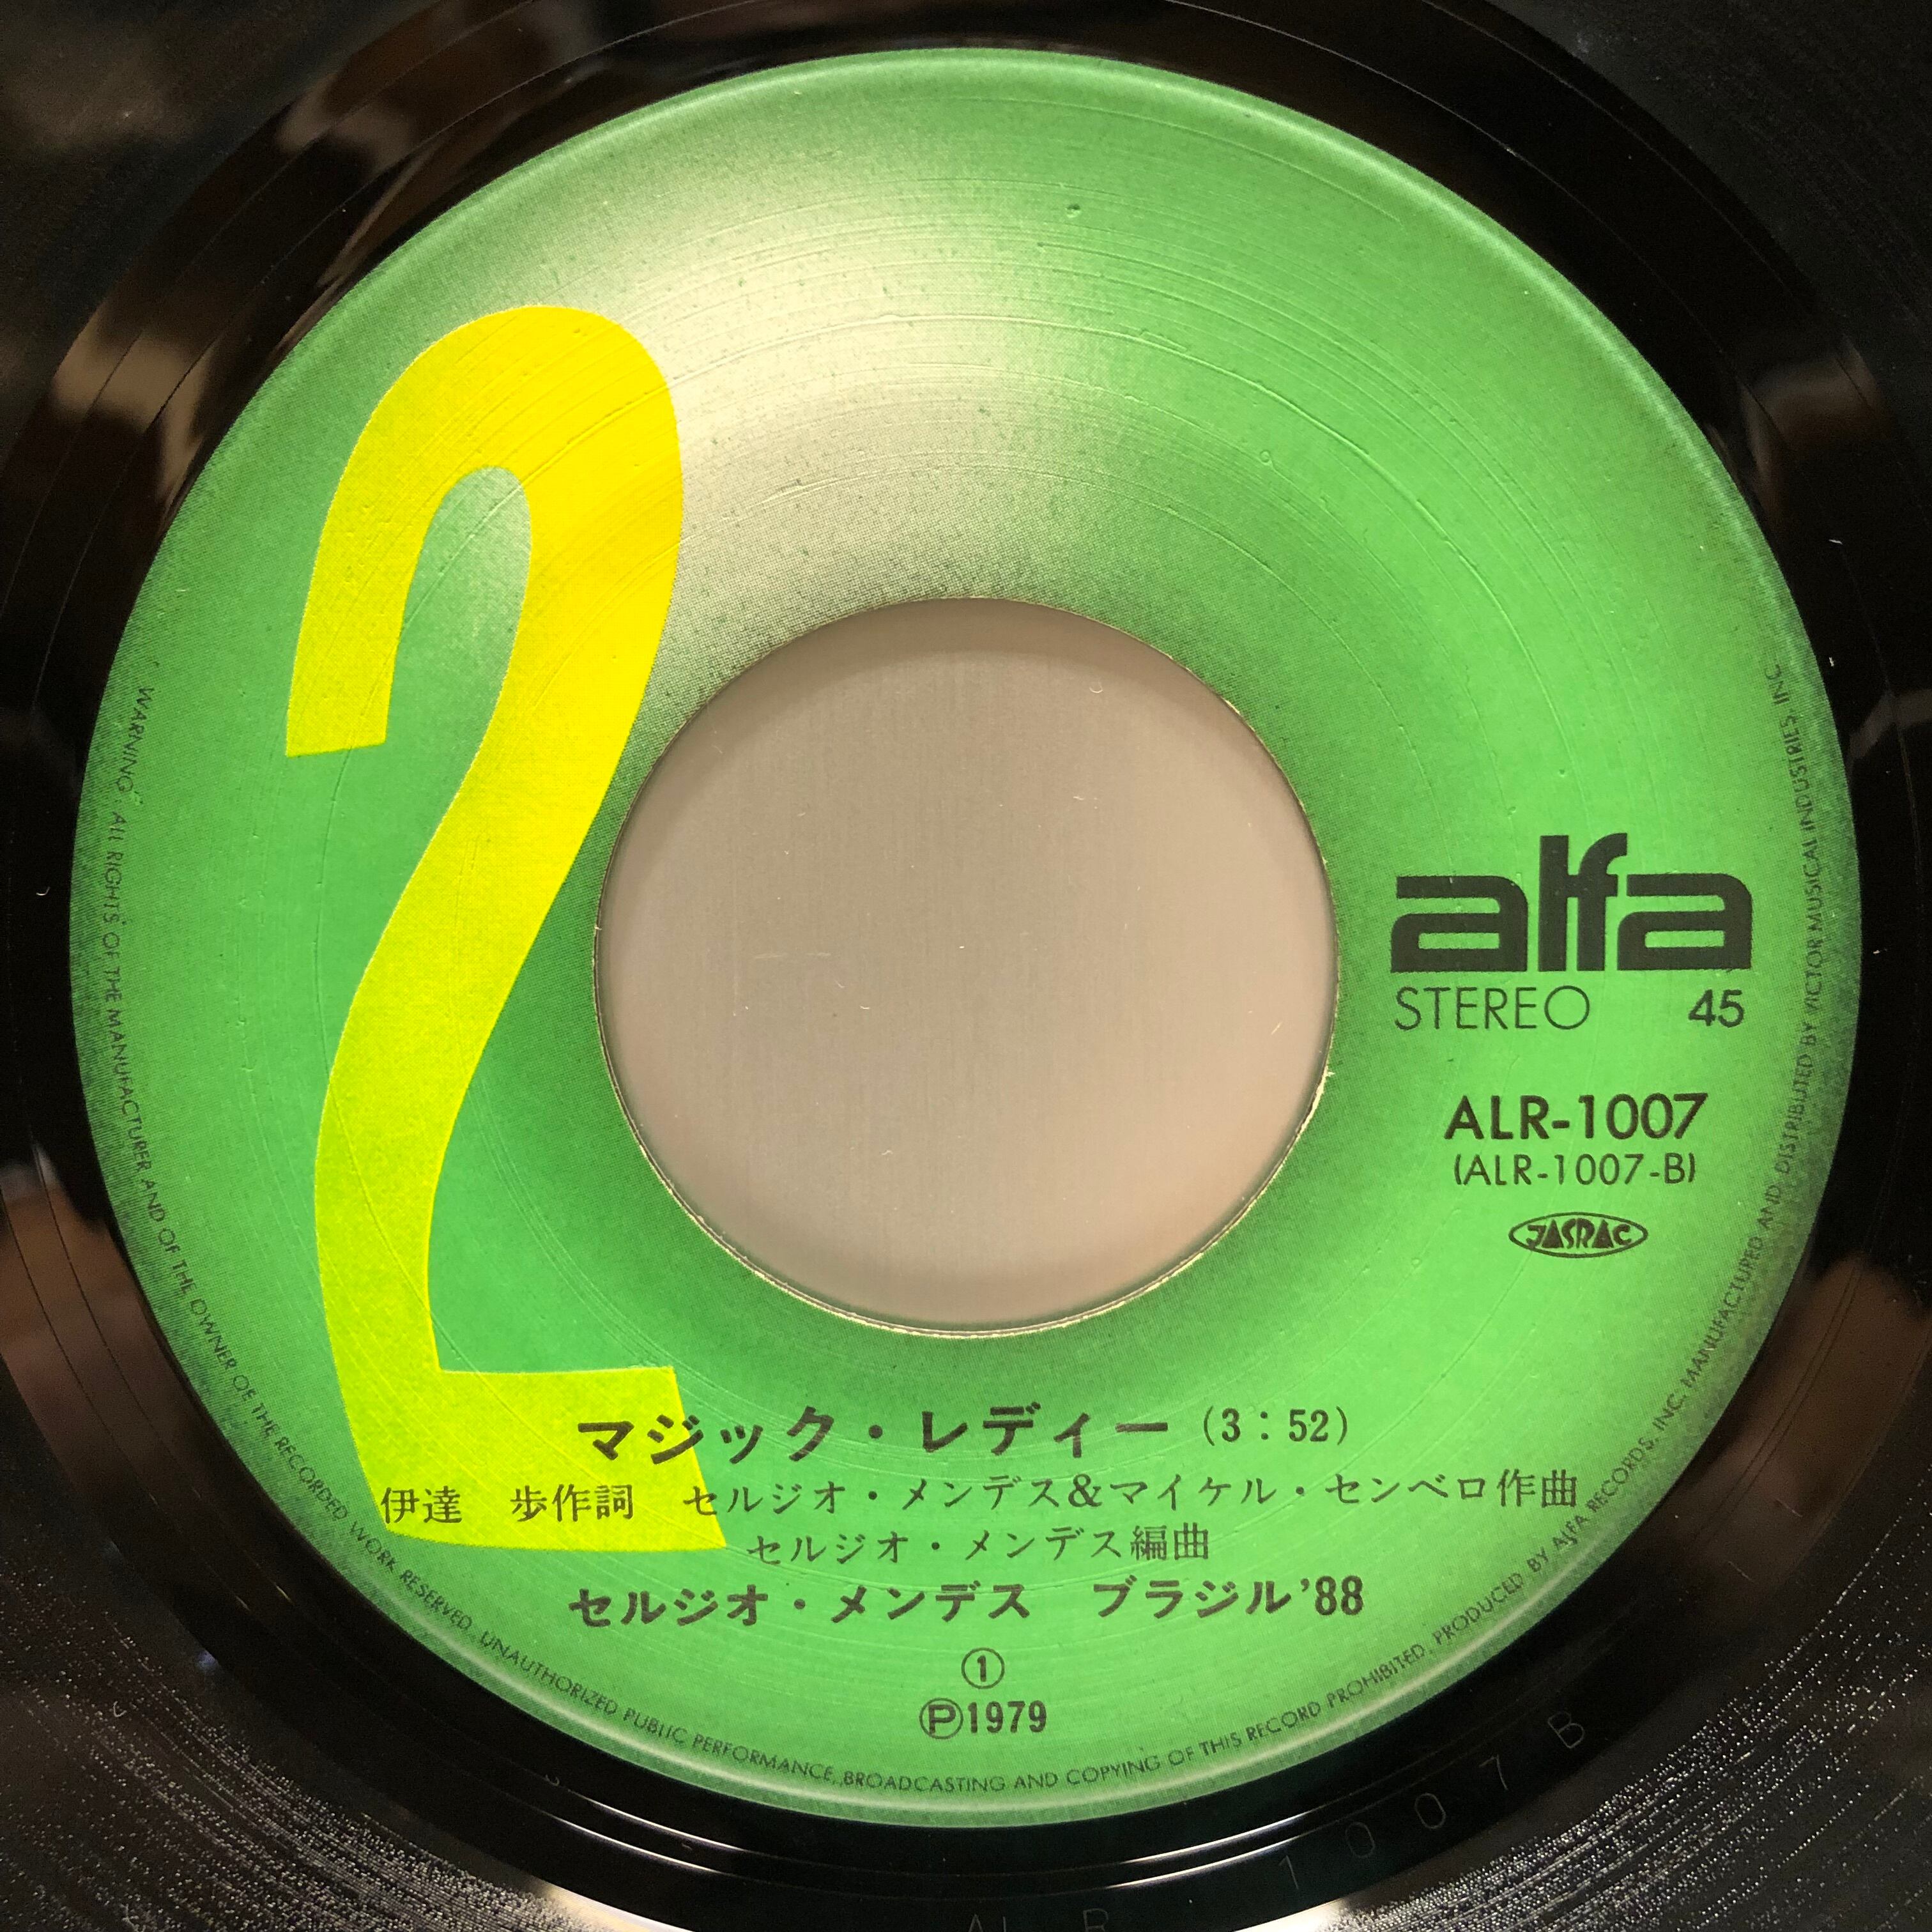 2
alfa
STEREO 45
ALR-1007
(ALR-1007-B)
JASRAC
マジック・レディー (3:52)
伊達 歩作詞 セルジオ・メンデス&マイケル・センベロ作曲
セルジオ・メンデス編曲
セルジオ・メンデス ブラジル'88
①
Ⓟ1979
WARNING: ALL RIGHTS OF THE MANUFACTURER AND OF THE OWNER OF THE RECORDED WORK RESERVED. UNAUTHORIZED PUBLIC PERFORMANCE, BROADCASTING AND COPYING OF THIS RECORD PROHIBITED. PRODUCED BY ALFA RECORDS, INC. MANUFACTURED AND DISTRIBUTED BY VICTOR MUSICAL INDUSTRIES, INC
ALR 1007 B